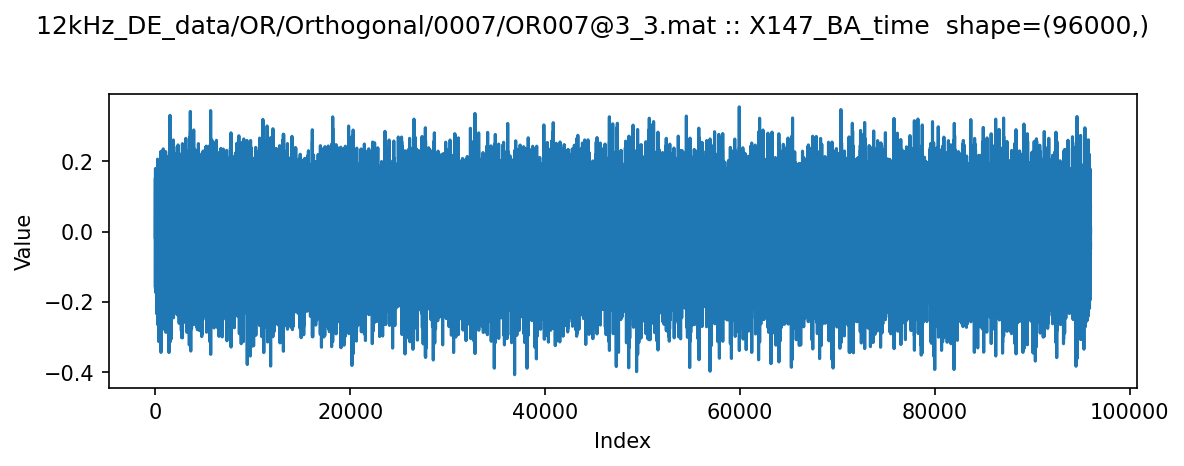 12kHz_DE_data/OR/Orthogonal/0007/OR007@3_3.mat :: X147_BA_time  shape=(96000,)
Value
0.2
0.0
−0.2
−0.4
0 20000 40000 60000 80000 100000
Index